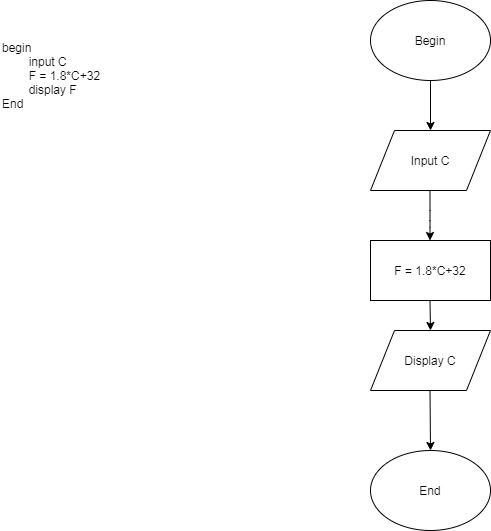 begin
input C
F = 1.8*C+32
display F
End
Begin
Input C
F = 1.8*C+32
Display C
End